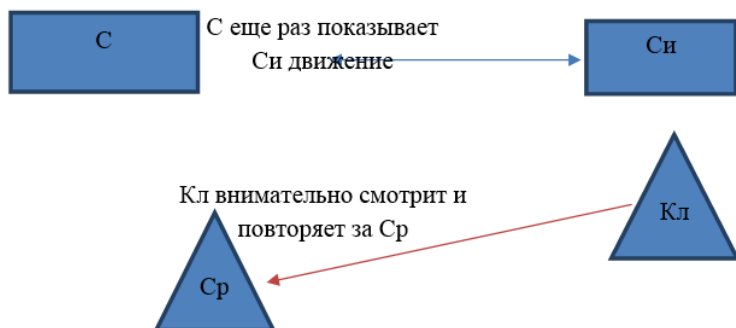 С
С еще раз показывает
Си движение
Си
Кл внимательно смотрит и
повторяет за Ср
Кл
Ср